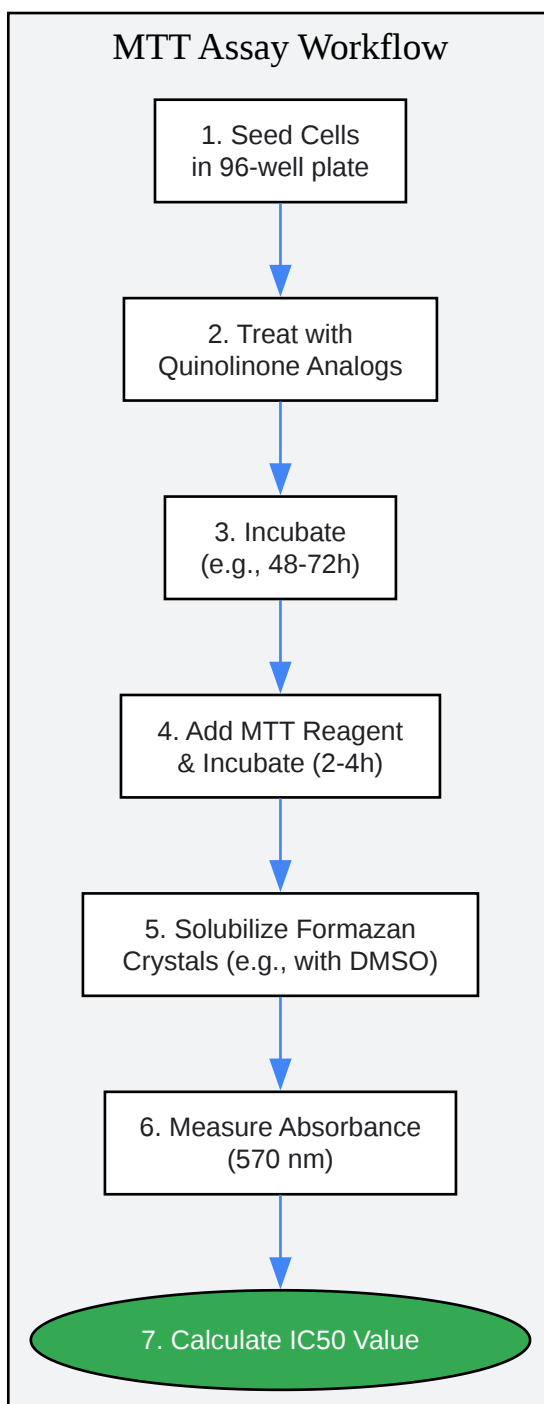 MTT Assay Workflow
1. Seed Cells
in 96-well plate
2. Treat with
Quinolinone Analogs
3. Incubate
(e.g., 48-72h)
4. Add MTT Reagent
& Incubate (2-4h)
5. Solubilize Formazan
Crystals (e.g., with DMSO)
6. Measure Absorbance
(570 nm)
7. Calculate IC50 Value